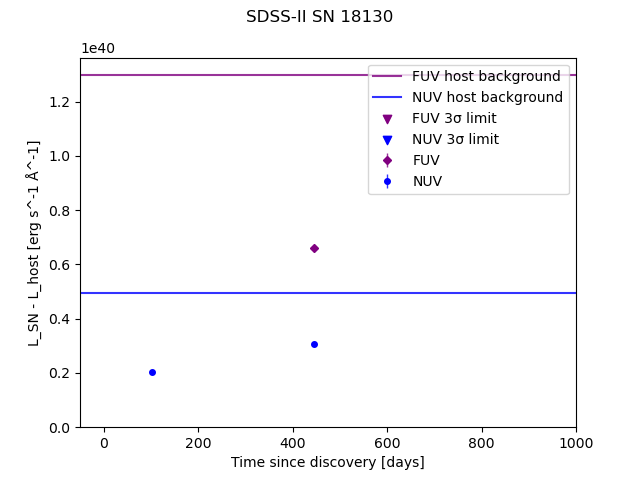 SDSS-II SN 18130
1e40
FUV host background
NUV host background
FUV 3σ limit
NUV 3σ limit
FUV
NUV
L_SN - L_host [erg s^-1 Å^-1]
1.2
1.0
0.8
0.6
0.4
0.2
0.0
0 200 400 600 800 1000
Time since discovery [days]